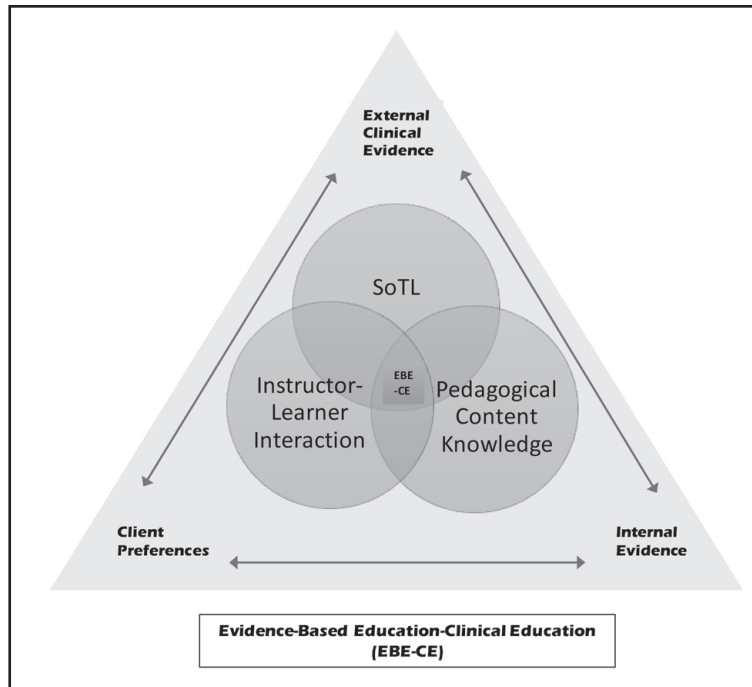 External
Clinical
Evidence
SoTL
EBE
-CE
Instructor-
Learner
Interaction
Pedagogical
Content
Knowledge
Client
Preferences
Internal
Evidence
Evidence-Based Education-Clinical Education
(EBE-CE)